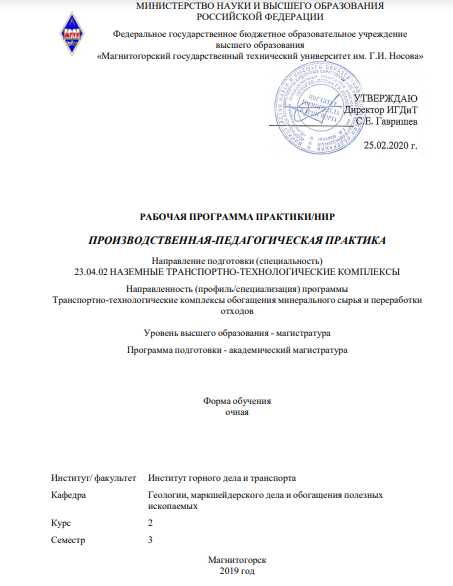 МИНИСТЕРСТВО НАУКИ И ВЫСШЕГО ОБРАЗОВАНИЯ
РОССИЙСКОЙ ФЕДЕРАЦИИ
Федеральное государственное бюджетное образовательное учреждение
высшего образования
«Магнитогорский государственный технический университет им. Г.И. Носова»
УТВЕРЖДАЮ
Директор ИГДиТ
С.Е. Гавришев
25.02.2020 г.
РАБОЧАЯ ПРОГРАММА ПРАКТИКИ/НИР
ПРОИЗВОДСТВЕННАЯ-ПЕДАГОГИЧЕСКАЯ ПРАКТИКА
Направление подготовки (специальность)
23.04.02 НАЗЕМНЫЕ ТРАНСПОРТНО-ТЕХНОЛОГИЧЕСКИЕ КОМПЛЕКСЫ
Направленность (профиль/специализация) программы
Транспортно-технологические комплексы обогащения минерального сырья и переработки
отходов
Уровень высшего образования - магистратура
Программа подготовки - академический магистратура
Форма обучения
очная
Институт/ факультет Институт горного дела и транспорта
Кафедра Геологии, маркшейдерского дела и обогащения полезных
ископаемых
Курс 2
Семестр 3
Магнитогорск
2019 год